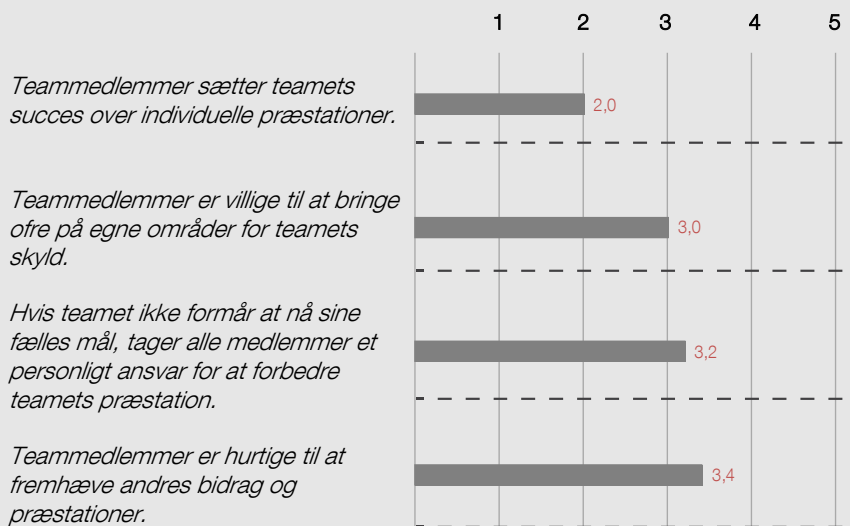 1 2 3 4 5
Teammedlemmer sætter teamets
succes over individuelle præstationer.
2,0
Teammedlemmer er villige til at bringe
ofre på egne områder for teamets
skyld.
3,0
Hvis teamet ikke formår at nå sine
fælles mål, tager alle medlemmer et
personligt ansvar for at forbedre
teamets præstation.
3,2
Teammedlemmer er hurtige til at
fremhæve andres bidrag og
præstationer.
3,4